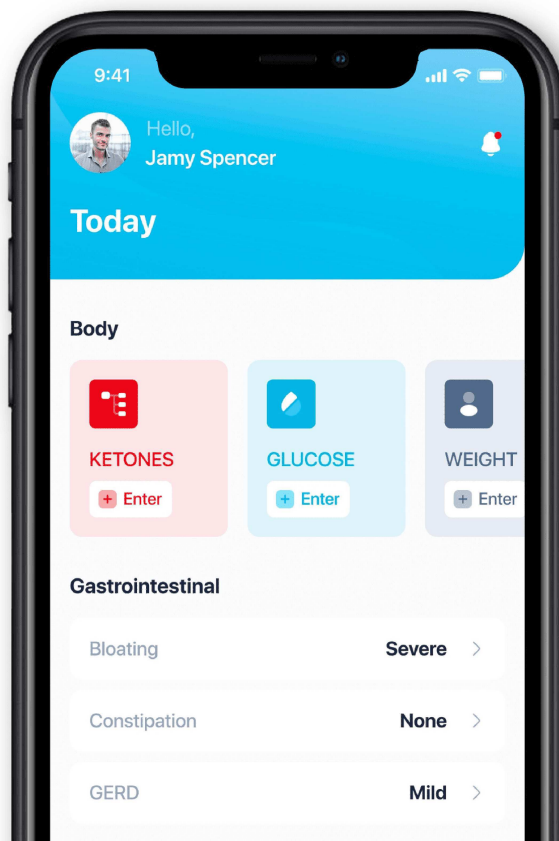 9:41
Hello,
Jamy Spencer
Today
Body
KETONES
GLUCOSE
WEIGHT
+ Enter
+ Enter
+ Enter
Gastrointestinal
Bloating Severe
Constipation None
GERD Mild